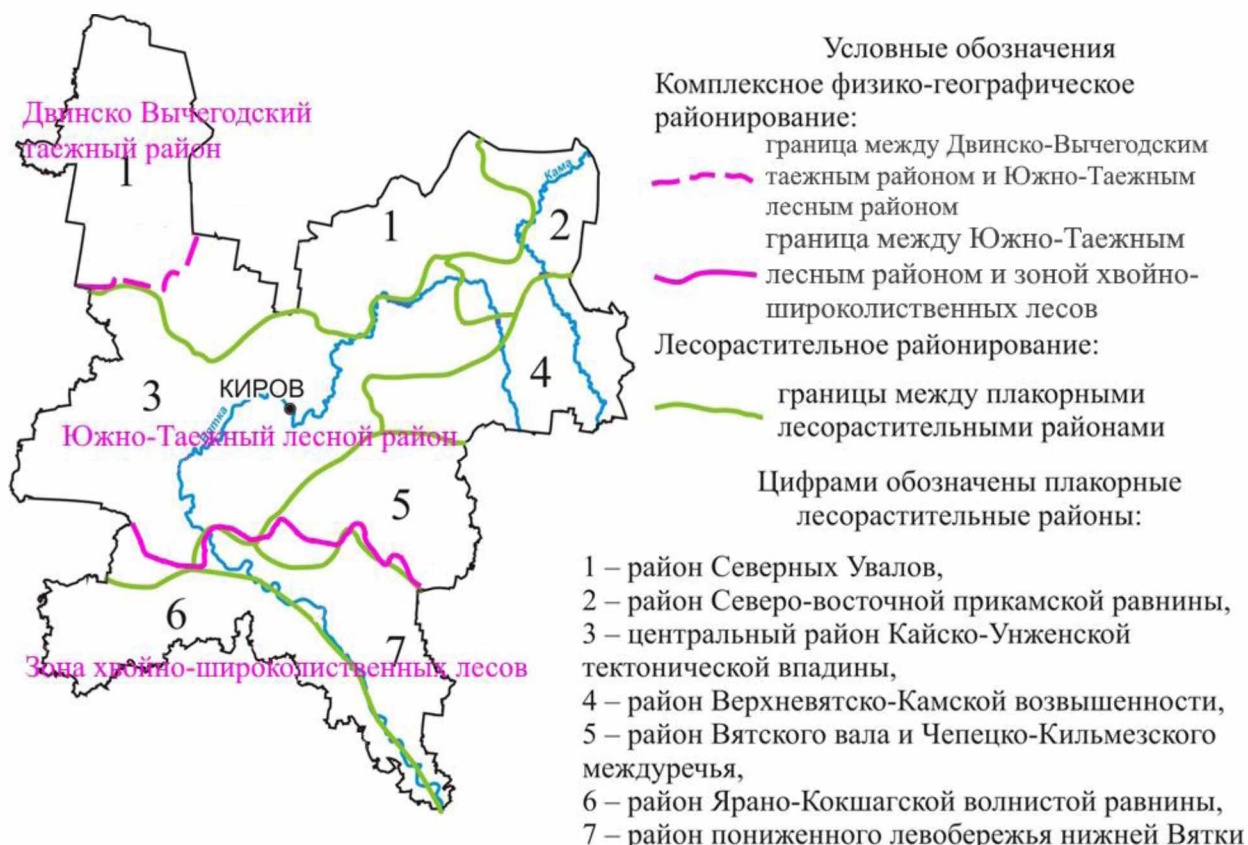 Двинско Вычегодский
таежный район
1
1
2
Кама
3
4
КИРОВ
Вятка
Южно-Таежный лесной район
5
6
7
Зона хвойно-широколиственных лесов
Условные обозначения
Комплексное физико-географическое
районирование:
граница между Двинско-Вычегодским
таежным районом и Южно-Таежным
лесным районом
граница между Южно-Таежным
лесным районом и зоной хвойно-
широколиственных лесов
Лесорастительное районирование:
границы между плакорными
лесорастительными районами
Цифрами обозначены плакорные
лесорастительные районы:
1 – район Северных Увалов,
2 – район Северо-восточной прикамской равнины,
3 – центральный район Кайско-Унженской
тектонической впадины,
4 – район Верхневятско-Камской возвышенности,
5 – район Вятского вала и Чепецко-Кильмезского
междуречья,
6 – район Ярано-Кокшагской волнистой равнины,
7 – район пониженного левобережья нижней Вятки